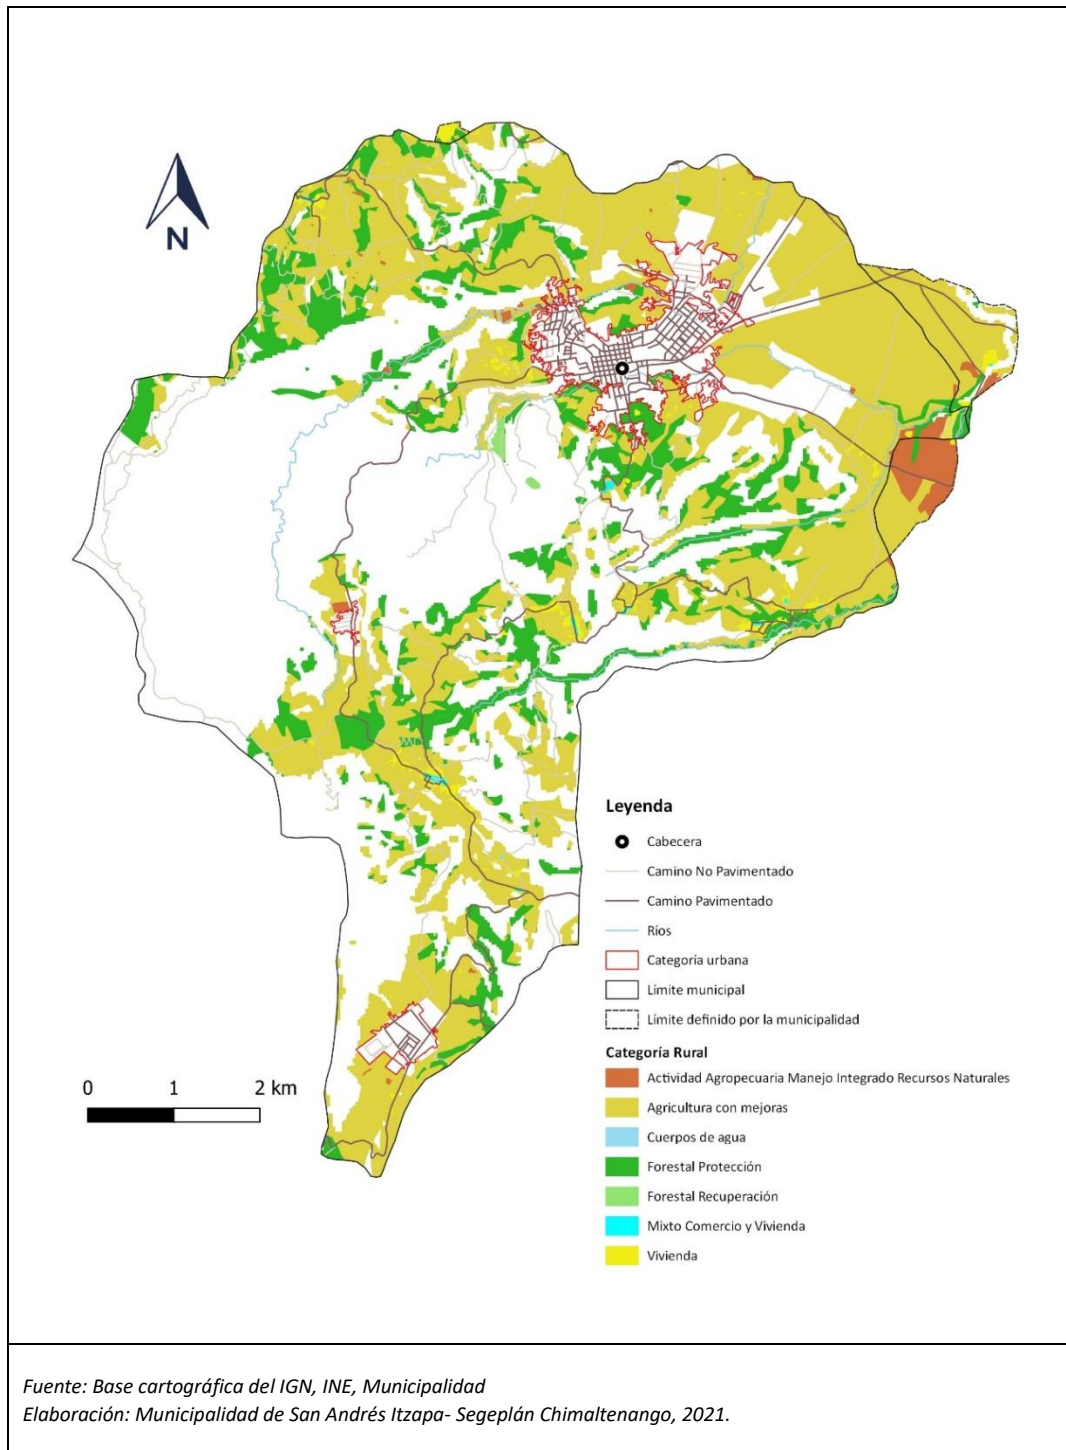 N
Leyenda
Cabecera
Camino No Pavimentado
Camino Pavimentado
Ríos
Categoría urbana
Límite municipal
Límite definido por la municipalidad
Categoría Rural
Actividad Agropecuaria Manejo Integrado Recursos Naturales
Agricultura con mejoras
Cuerpos de agua
Forestal Protección
Forestal Recuperación
Mixto Comercio y Vivienda
Vivienda
0 1 2 km
Fuente: Base cartográfica del IGN, INE, Municipalidad
Elaboración: Municipalidad de San Andrés Itzapa- Segeplán Chimaltenango, 2021.